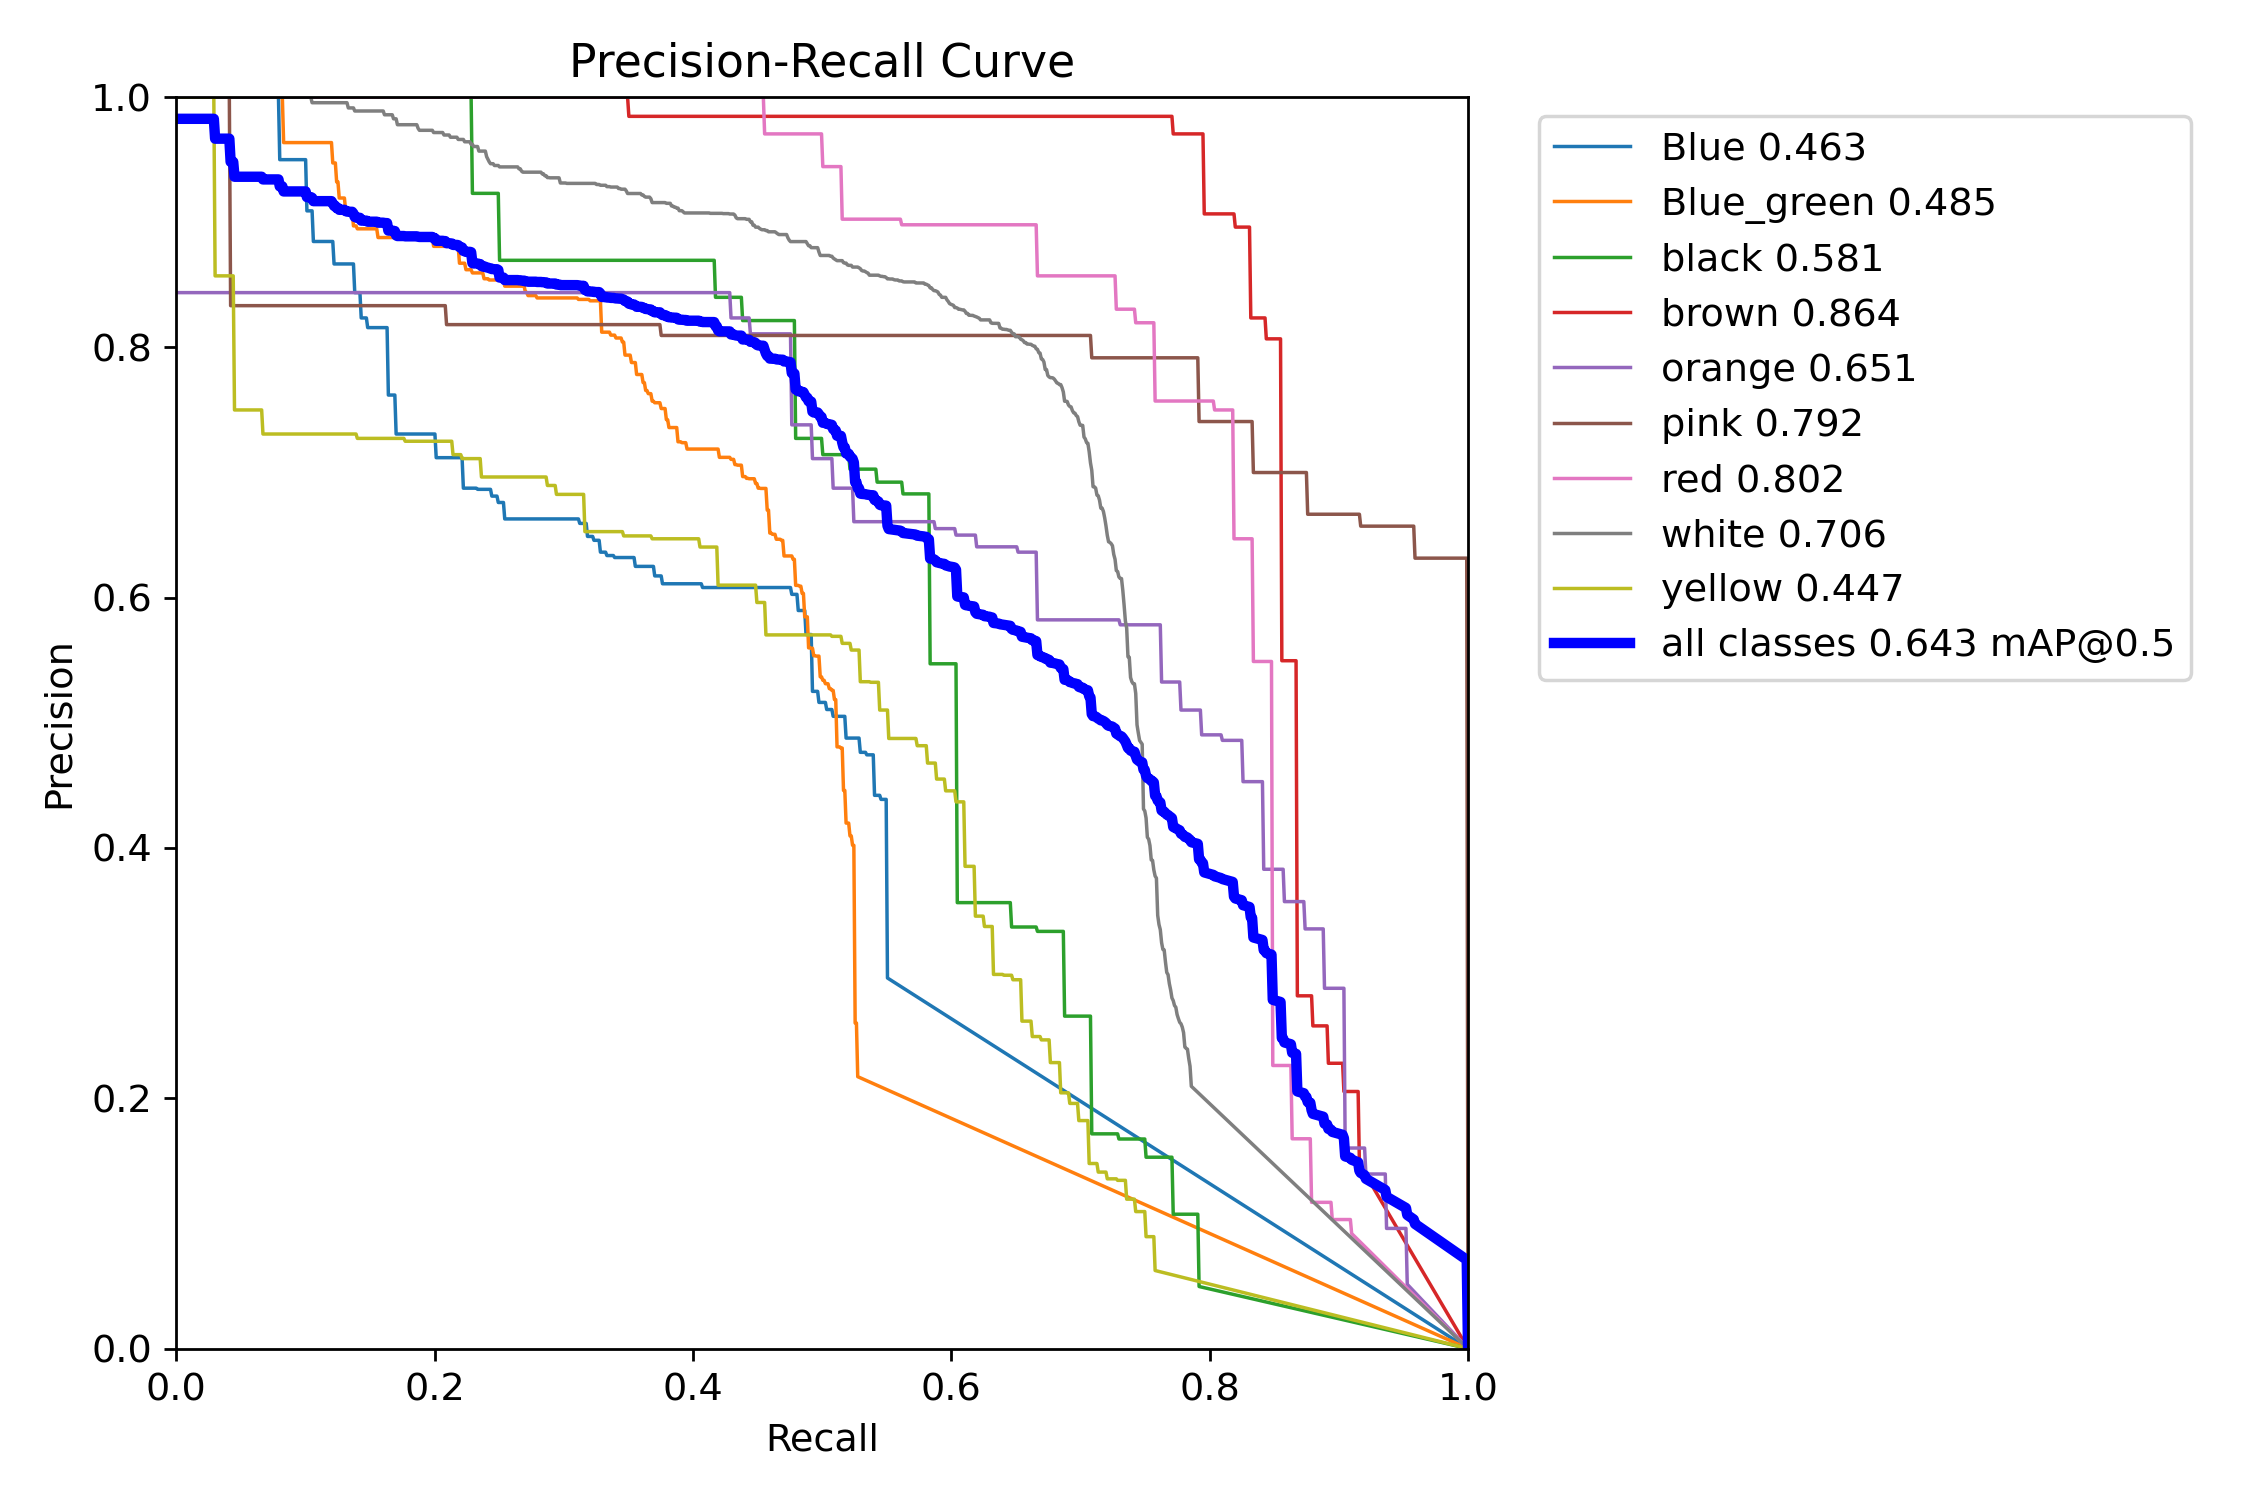 Precision-Recall Curve
1.0
0.8
0.6
0.4
0.2
0.0
Precision
0.0 0.2 0.4 0.6 0.8 1.0
Recall
Blue 0.463
Blue_green 0.485
black 0.581
brown 0.864
orange 0.651
pink 0.792
red 0.802
white 0.706
yellow 0.447
all classes 0.643 mAP@0.5